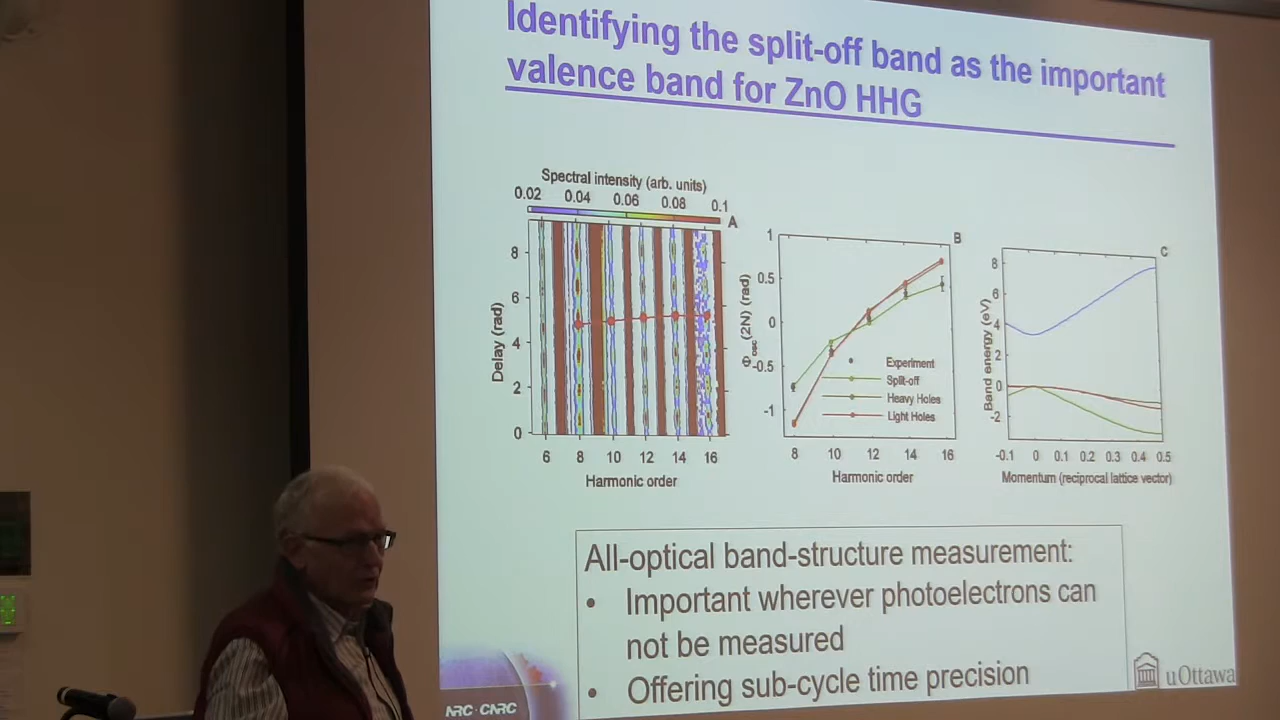 Identifying the split-off band as the important
valence band for ZnO HHG
Spectral intensity (arb. units)
0.02 0.04 0.06 0.08 0.1
A
8
6
4
2
0
Delay (rad)
6 8 10 12 14 16
Harmonic order
B
1
0.5
0
-0.5
-1
Φosc (2N) (rad)
Experiment
Split-off
Heavy Holes
Light Holes
8 10 12 14 16
Harmonic order
C
8
6
4
2
0
-2
Band energy (eV)
-0.1 0 0.1 0.2 0.3 0.4 0.5
Momentum (reciprocal lattice vector)
All-optical band-structure measurement:
• Important wherever photoelectrons can
not be measured
• Offering sub-cycle time precision
NRC·CNRC
uOttawa